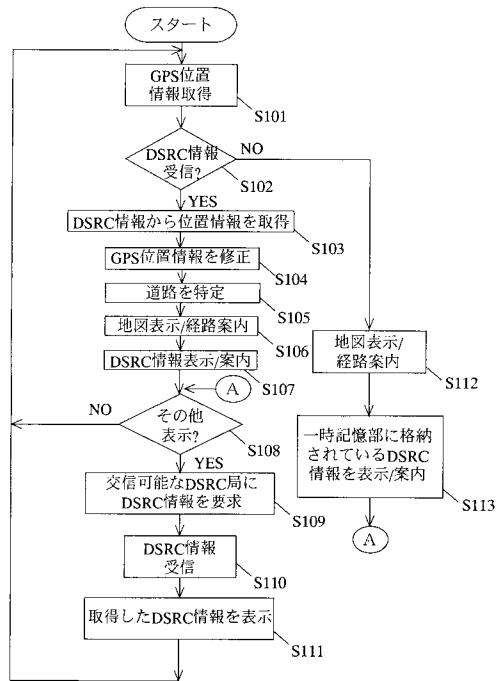 スタート
GPS位置
情報取得
S101
DSRC情報
受信?
NO
S102
YES
DSRC情報から位置情報を取得
S103
GPS位置情報を修正
S104
道路を特定
S105
地図表示/経路案内
S106
DSRC情報表示/案内
S107
A
NO
その他
表示?
S108
YES
交信可能なDSRC局に
DSRC情報を要求
S109
DSRC情報
受信
S110
取得したDSRC情報を表示
S111
地図表示/
経路案内
S112
一時記憶部に格納
されているDSRC
情報を表示/案内
S113
A